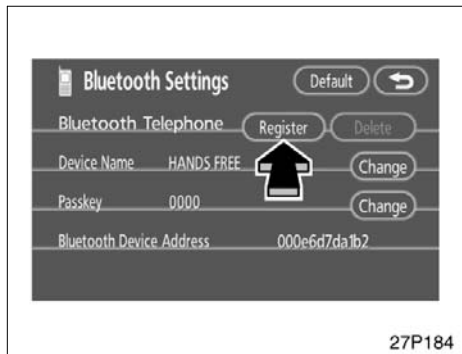 Bluetooth Settings Default
Bluetooth Telephone Register Delete
Device Name HANDS FREE Change
Passkey 0000 Change
Bluetooth Device Address 000e6d7da1b2
27P184